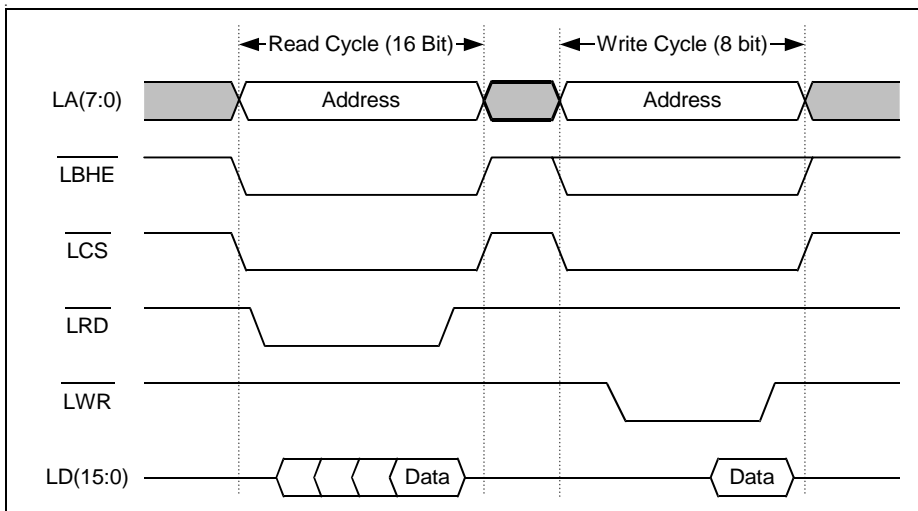 Read Cycle (16 Bit) Write Cycle (8 bit)
LA(7:0) Address Address
LBHE
LCS
LRD
LWR
LD(15:0) Data Data